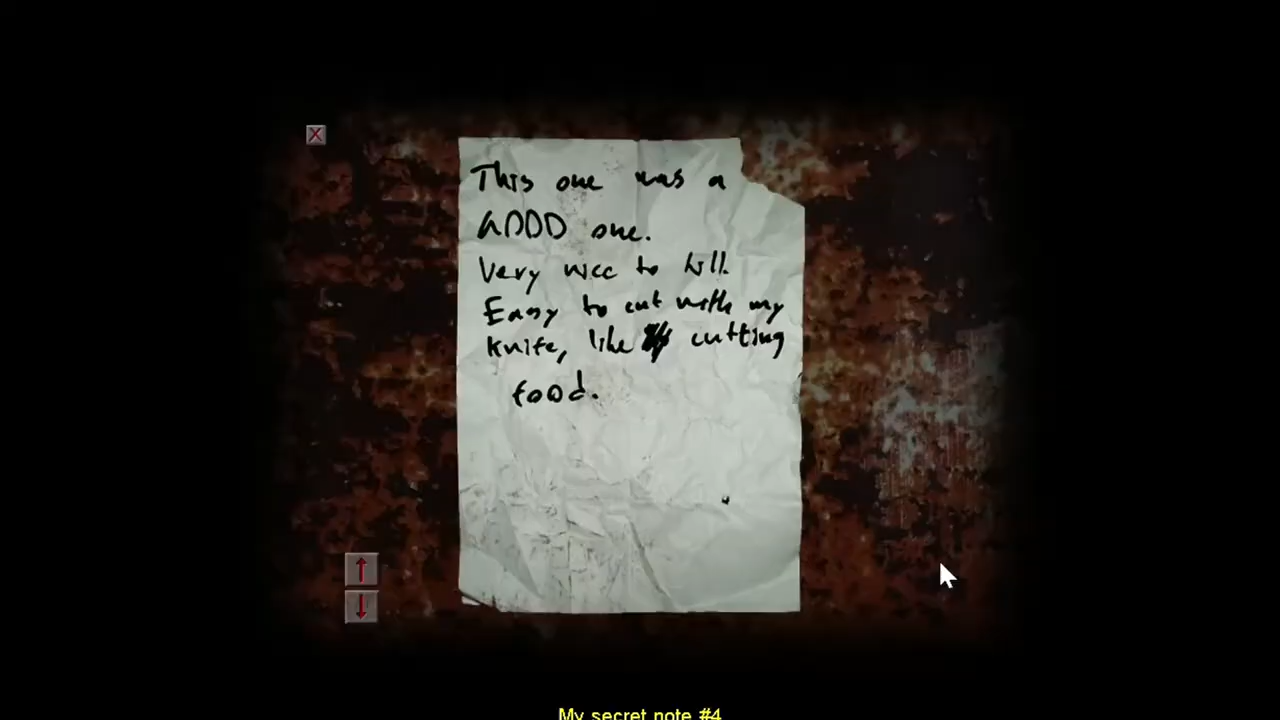 This one was a
GOOD one.
Very nice to kill.
Easy to cut with my
knife, like cutting
food.
My secret note #4